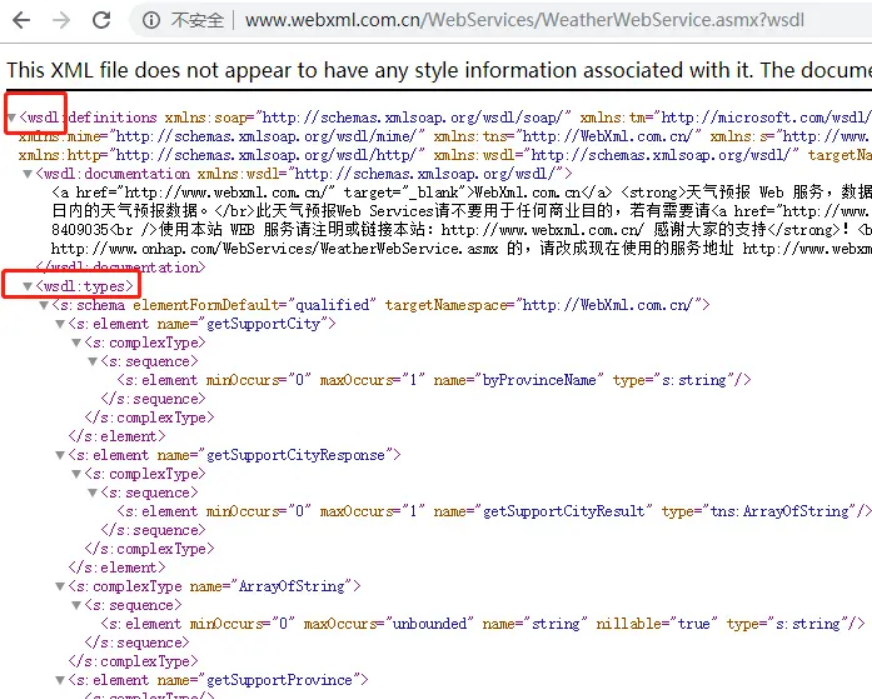 不安全 | www.webxml.com.cn/WebServices/WeatherWebService.asmx?wsdl
This XML file does not appear to have any style information associated with it. The docume
<wsdl:definitions xmlns:soap="http://schemas.xmlsoap.org/wsdl/soap/" xmlns:tm="http://microsoft.com/wsdl/
xmlns:mime="http://schemas.xmlsoap.org/wsdl/mime/" xmlns:tns="http://WebXml.com.cn/" xmlns:s="http://www.
xmlns:http="http://schemas.xmlsoap.org/wsdl/http/" xmlns:wsdl="http://schemas.xmlsoap.org/wsdl/" targetNa
<wsdl:documentation xmlns:wsdl="http://schemas.xmlsoap.org/wsdl/">
<a href="http://www.webxml.com.cn/" target="_blank">WebXml.com.cn</a> <strong>天气预报 Web 服务，数据
日内的天气预报数据。</br>此天气预报Web Services请不要用于任何商业目的，若有需要请<a href="http://www.
8409035<br />使用本站 WEB 服务请注明或链接本站：http://www.webxml.com.cn/ 感谢大家的支持</strong>！<b
http://www.onhap.com/WebServices/WeatherWebService.asmx 的，请改成现在使用的服务地址 http://www.webxm
</wsdl:documentation>
<wsdl:types>
<s:schema elementFormDefault="qualified" targetNamespace="http://WebXml.com.cn/">
<s:element name="getSupportCity">
<s:complexType>
<s:sequence>
<s:element minOccurs="0" maxOccurs="1" name="byProvinceName" type="s:string"/>
</s:sequence>
</s:complexType>
</s:element>
<s:element name="getSupportCityResponse">
<s:complexType>
<s:sequence>
<s:element minOccurs="0" maxOccurs="1" name="getSupportCityResult" type="tns:ArrayOfString"/>
</s:sequence>
</s:complexType>
</s:element>
<s:complexType name="ArrayOfString">
<s:sequence>
<s:element minOccurs="0" maxOccurs="unbounded" name="string" nillable="true" type="s:string"/>
</s:sequence>
</s:complexType>
<s:element name="getSupportProvince">
<s:complexType/>